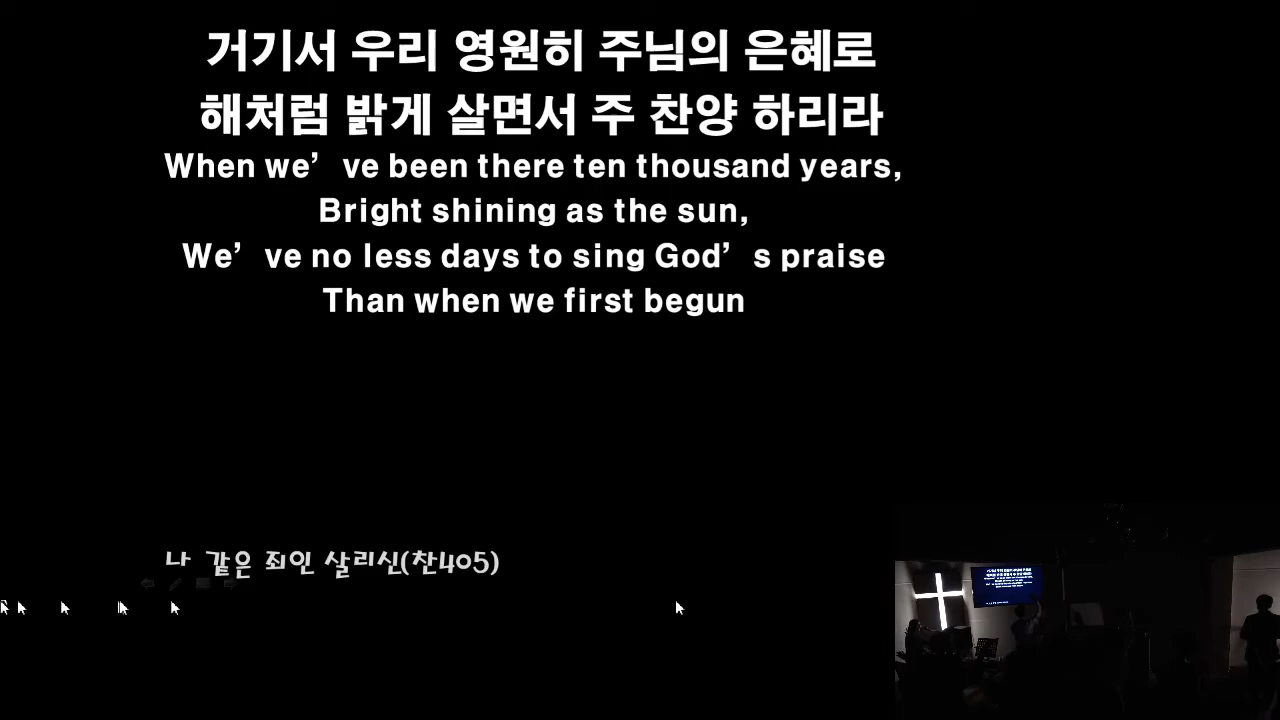 거기서 우리 영원히 주님의 은혜로
해처럼 밝게 살면서 주 찬양 하리라
When we’ve been there ten thousand years,
Bright shining as the sun,
We’ve no less days to sing God’s praise
Than when we first begun
나 같은 죄인 살리신(찬405)